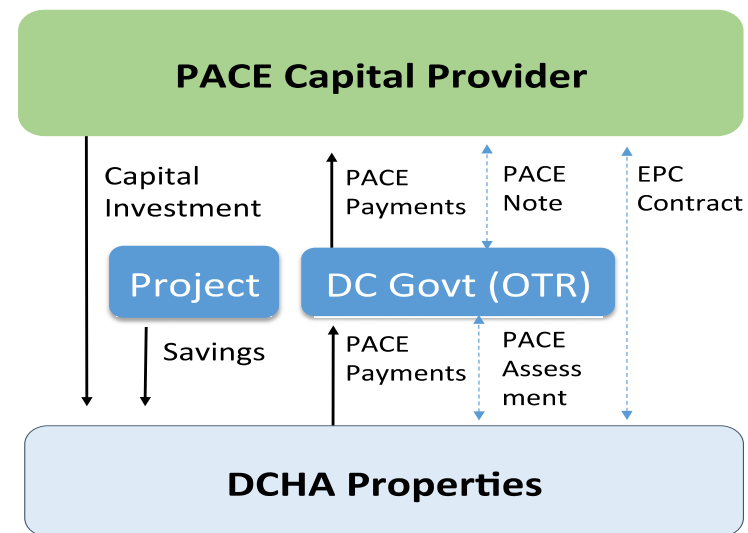 PACE Capital Provider
Capital
Investment
PACE
Payments
PACE
Note
EPC
Contract
Project
DC Govt (OTR)
Savings
PACE
Payments
PACE
Assess
ment
DCHA Properties